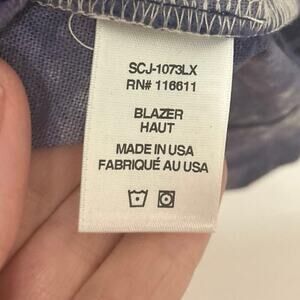 SCJ-1073LX
RN# 116611
BLAZER
HAUT
MADE IN USA
FABRIQUÉ AU USA